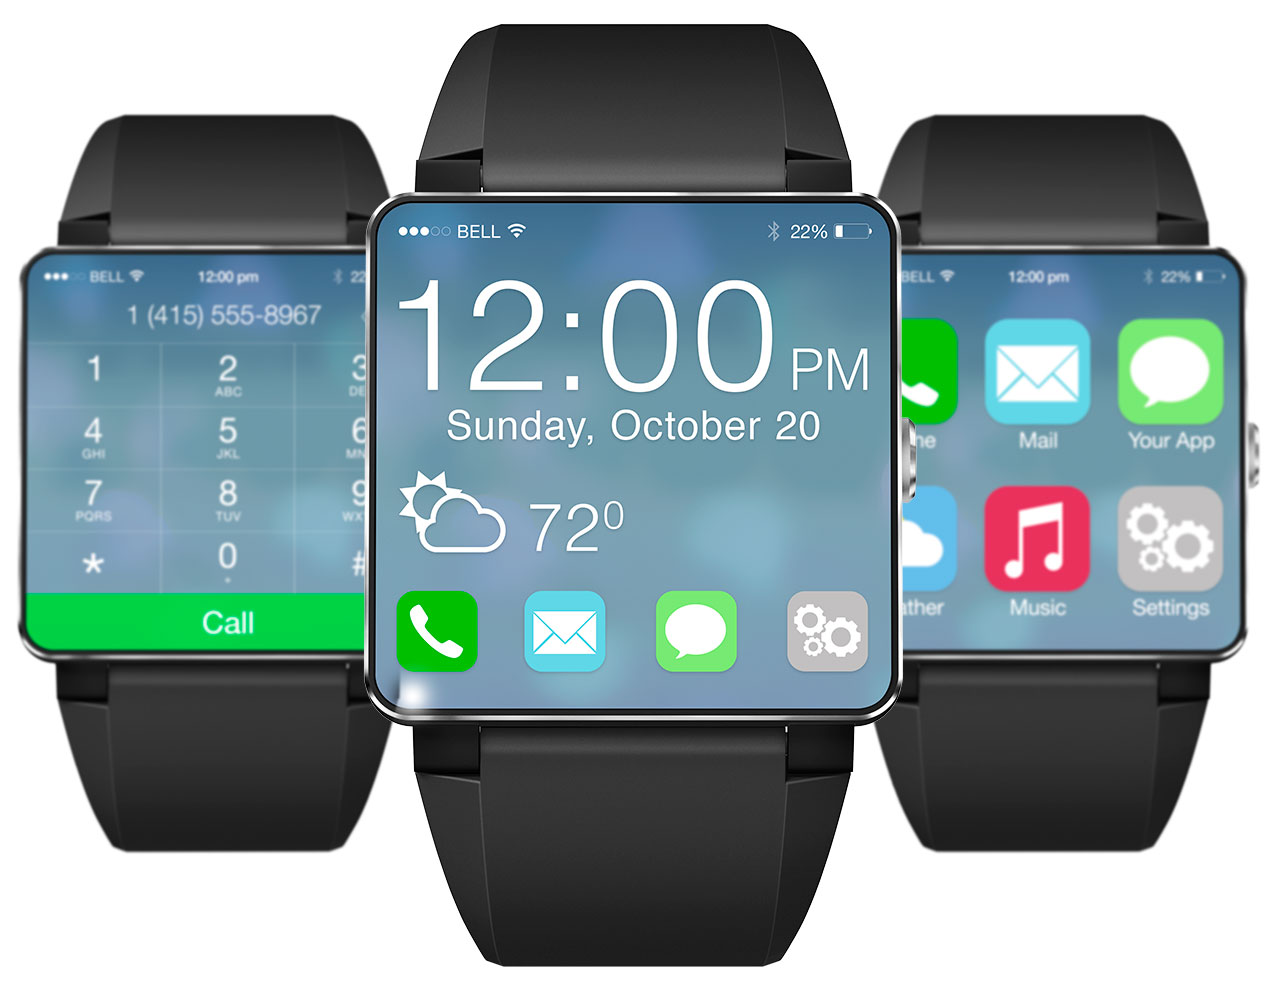 BELL 12:00 pm 22
1 (415) 555-8967
1 2 3
ABC DE
4 5 6
GHI JKL MN
7 8 9
PQRS TUV WX
* 0 #
Call
BELL 22%
12:00 PM
Sunday, October 20
72⁰
BELL 12:00 pm 22%
ne Mail Your App
ather Music Settings